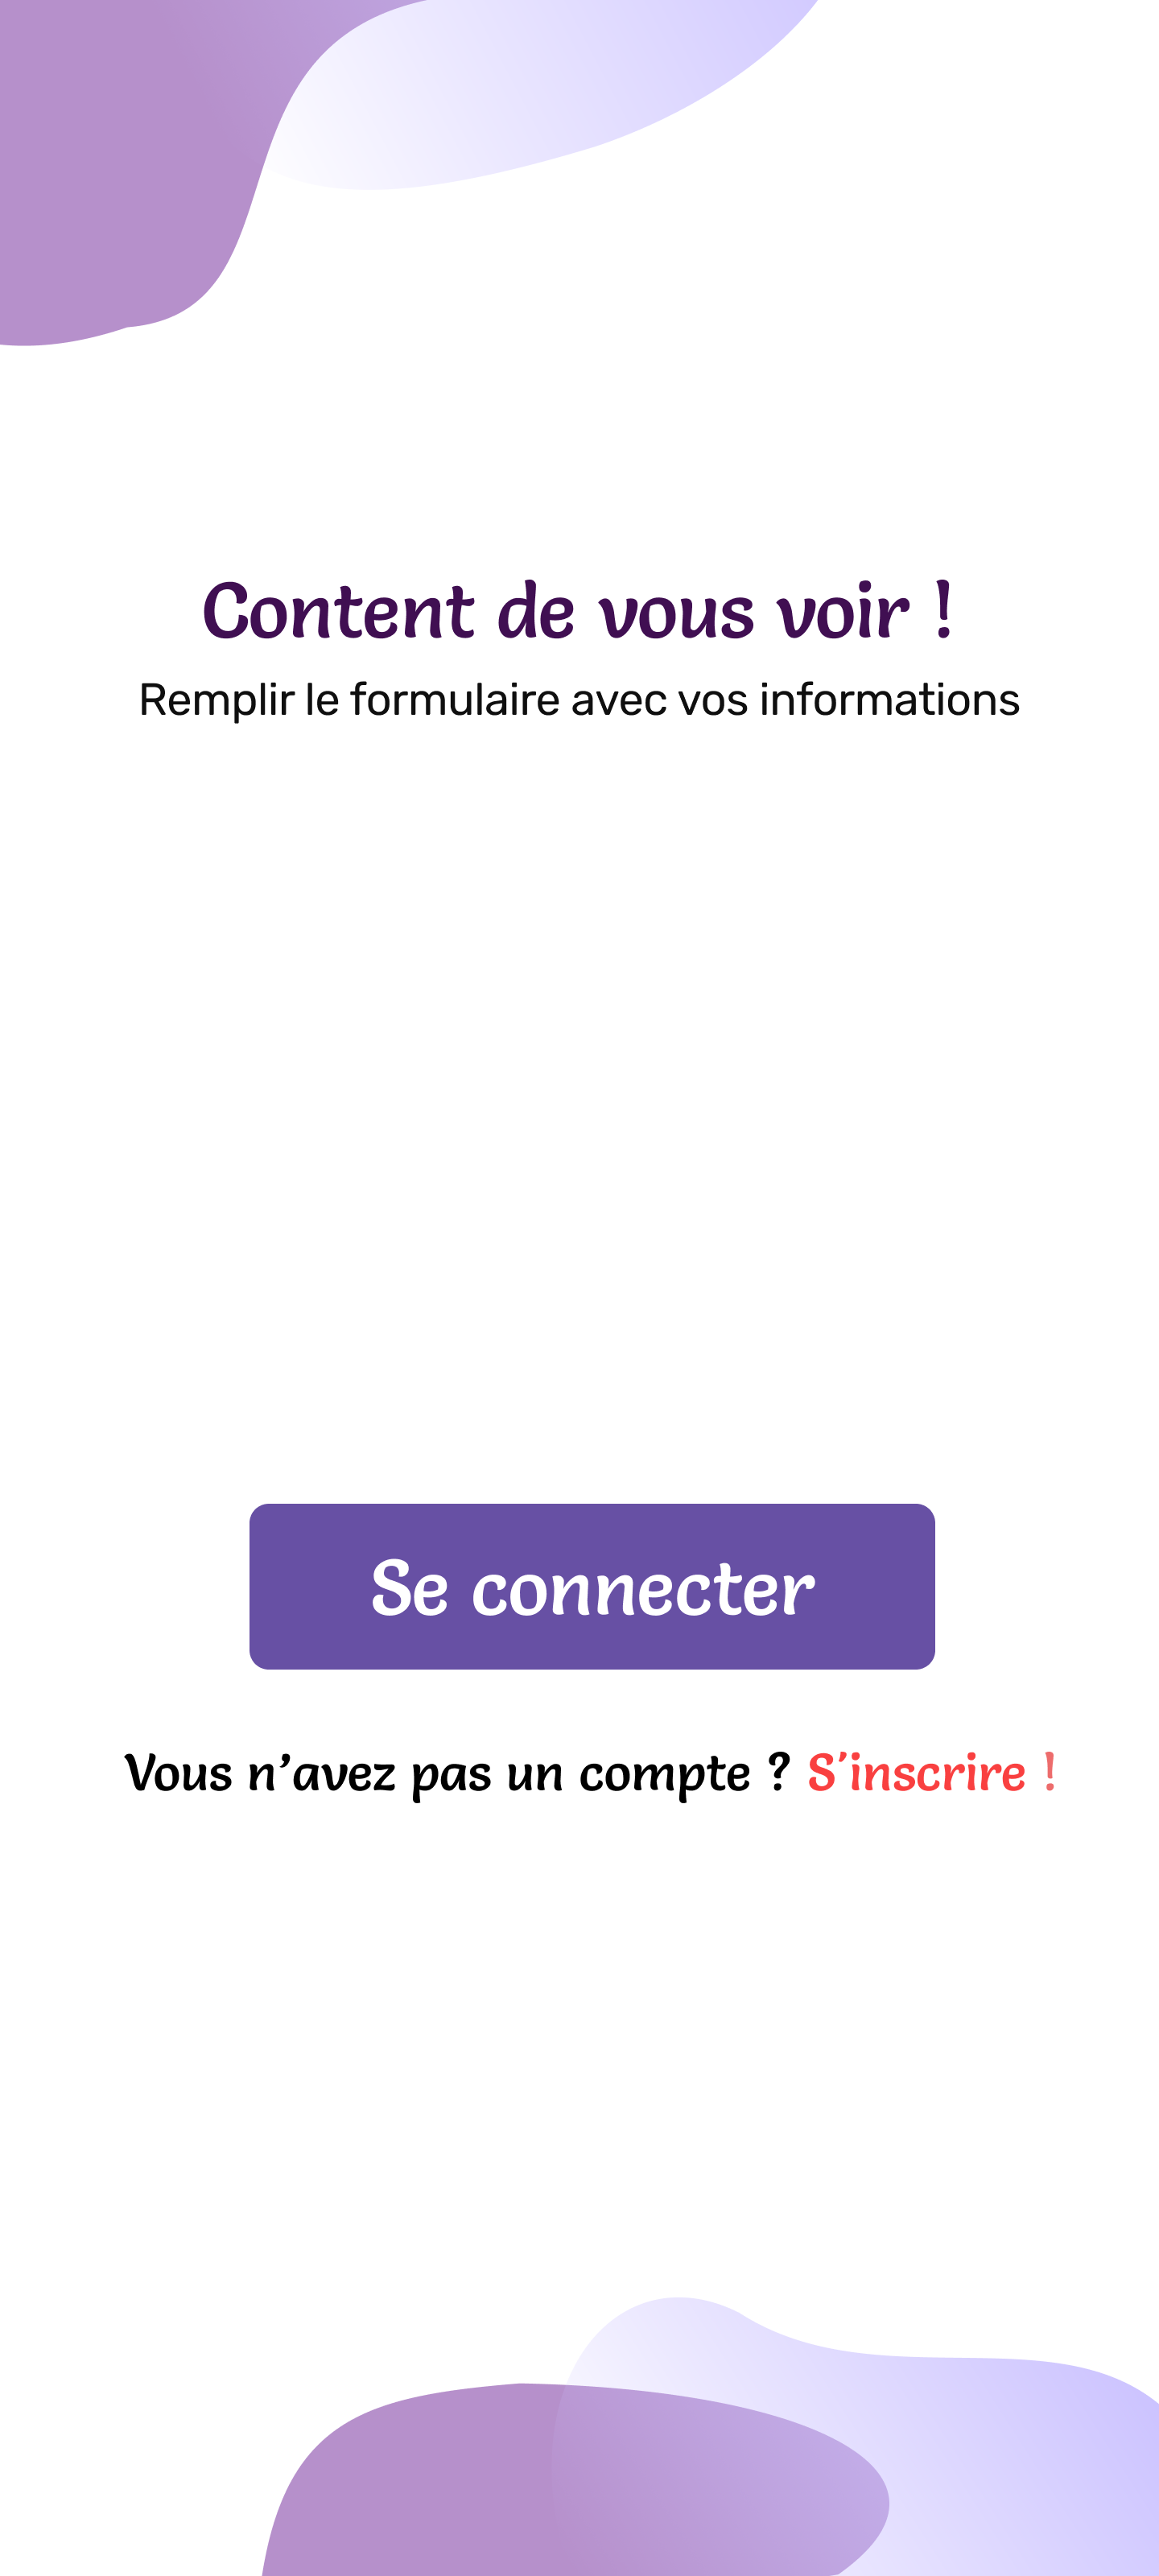 Content de vous voir !
Remplir le formulaire avec vos informations
Se connecter
Vous n’avez pas un compte ? S'inscrire !